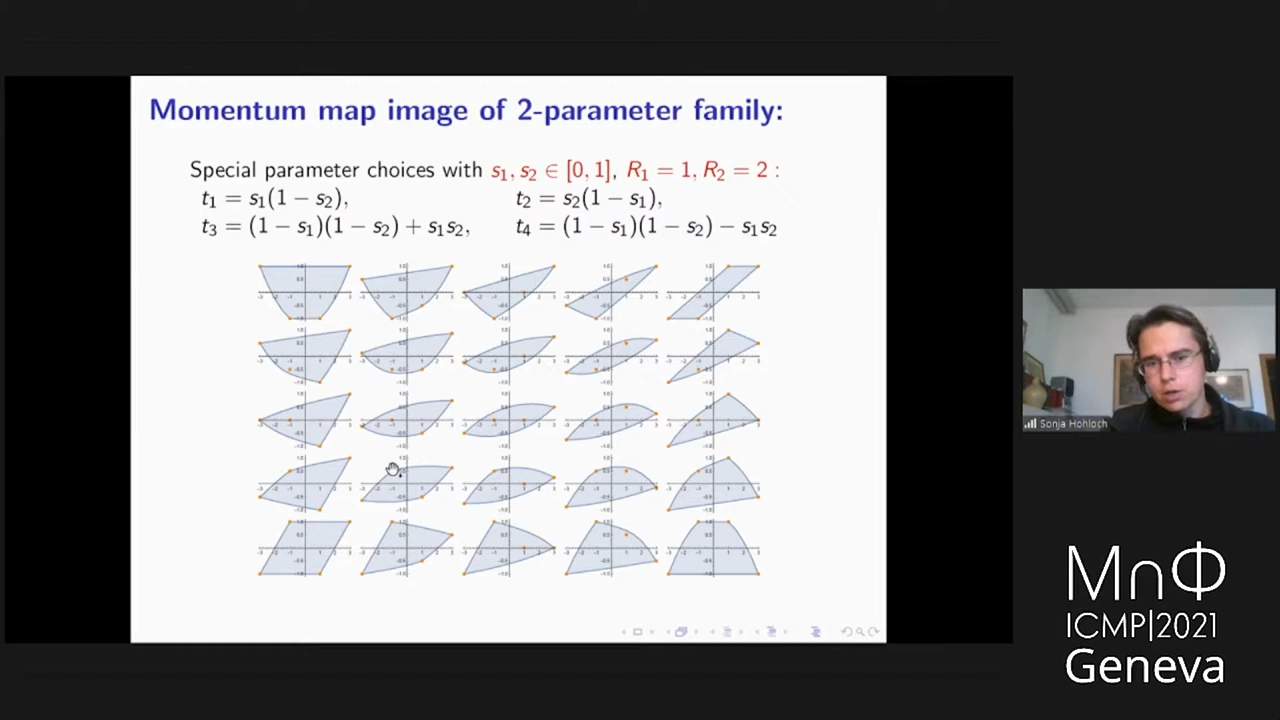 Momentum map image of 2-parameter family:
Special parameter choices with s₁, s₂ ∈ [0, 1], R₁ = 1, R₂ = 2 :
t₁ = s₁(1 − s₂), t₂ = s₂(1 − s₁),
t₃ = (1 − s₁)(1 − s₂) + s₁s₂, t₄ = (1 − s₁)(1 − s₂) − s₁s₂
Sonja Hohloch
MnΦ
ICMP|2021
Geneva